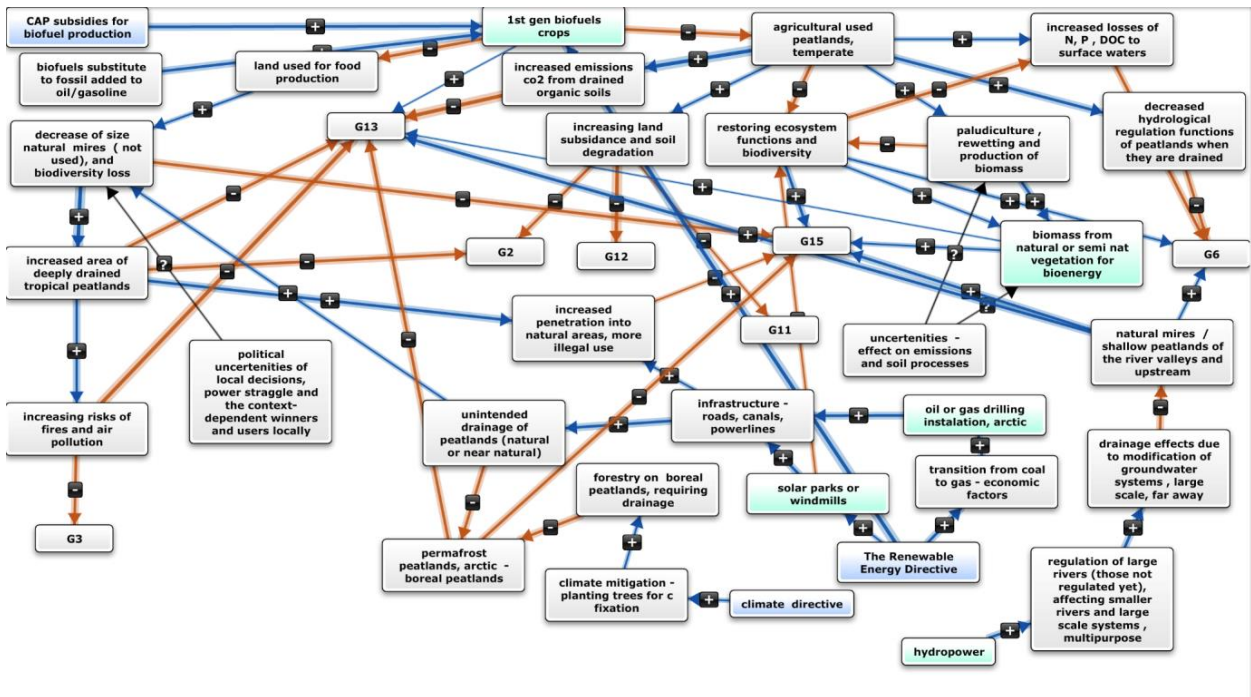 CAP subsidies for
biofuel production
1st gen biofuels
crops
agricultural used
peatlands,
temperate
increased losses of
N, P , DOC to
surface waters
biofuels substitute
to fossil added to
oil/gasoline
land used for food
production
increased emissions
co2 from drained
organic soils
decreased
hydrological
regulation functions
of peatlands when
they are drained
decrease of size
natural mires ( not
used), and
biodiversity loss
G13
increasing land
subsidance and soil
degradation
restoring ecosystem
functions and
biodiversity
paludiculture ,
rewetting and
production of
biomass
increased area of
deeply drained
tropical peatlands
G2
G12
G15
biomass from
natural or semi nat
vegetation for
bioenergy
G6
increased
penetration into
natural areas, more
illegal use
G11
uncertenities -
effect on emissions
and soil processes
natural mires /
shallow peatlands of
the river valleys and
upstream
political
uncertenities of
local decisions,
power straggle and
the context-
dependent winners
and users locally
increasing risks of
fires and air
pollution
unintended
drainage of
peatlands (natural
or near natural)
infrastructure -
roads, canals,
powerlines
oil or gas drilling
instalation, arctic
drainage effects due
to modification of
groundwater
systems , large
scale, far away
forestry on boreal
peatlands, requiring
drainage
solar parks or
windmills
transition from coal
to gas - economic
factors
G3
permafrost
peatlands, arctic -
boreal peatlands
climate mitigation -
planting trees for c
fixation
climate directive
The Renewable
Energy Directive
regulation of large
rivers (those not
regulated yet),
affecting smaller
rivers and large
scale systems ,
multipurpose
hydropower